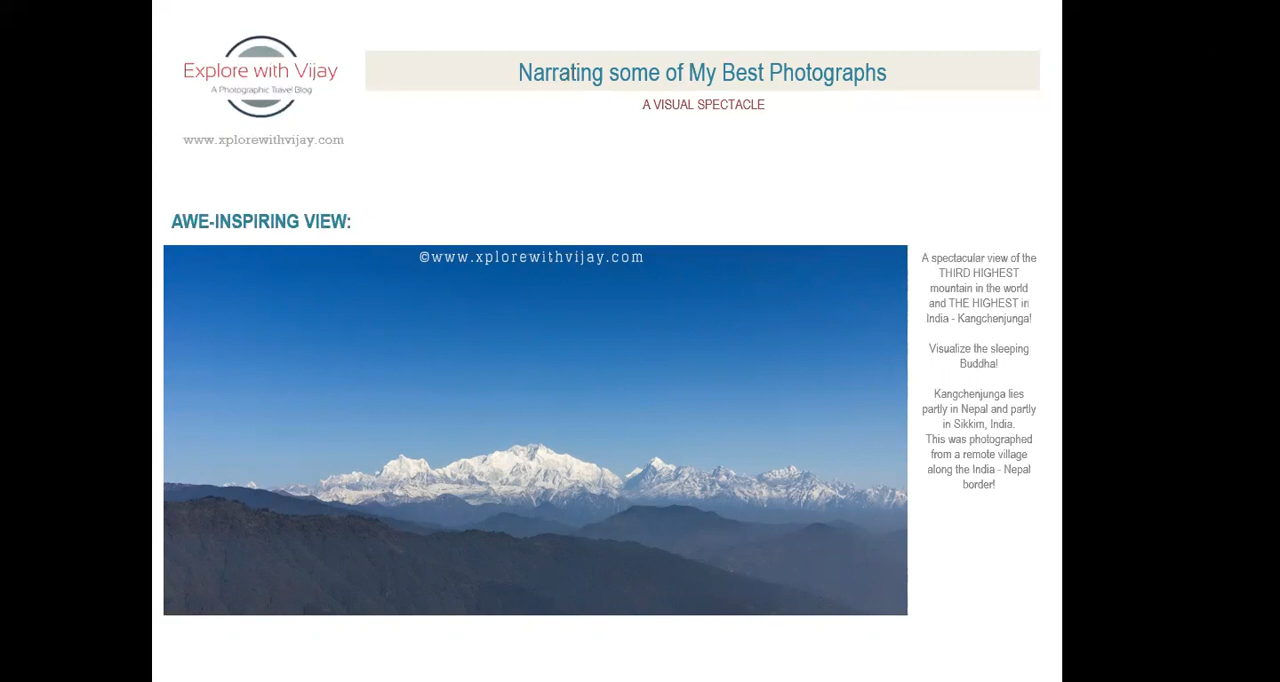 Explore with Vijay
A Photographic Travel Blog
www.xplorewithvijay.com
Narrating some of My Best Photographs
A VISUAL SPECTACLE
AWE-INSPIRING VIEW:
©www.xplorewithvijay.com
A spectacular view of the
THIRD HIGHEST
mountain in the world
and THE HIGHEST in
India - Kangchenjunga!
Visualize the sleeping
Buddha!
Kangchenjunga lies
partly in Nepal and partly
in Sikkim, India.
This was photographed
from a remote village
along the India - Nepal
border!